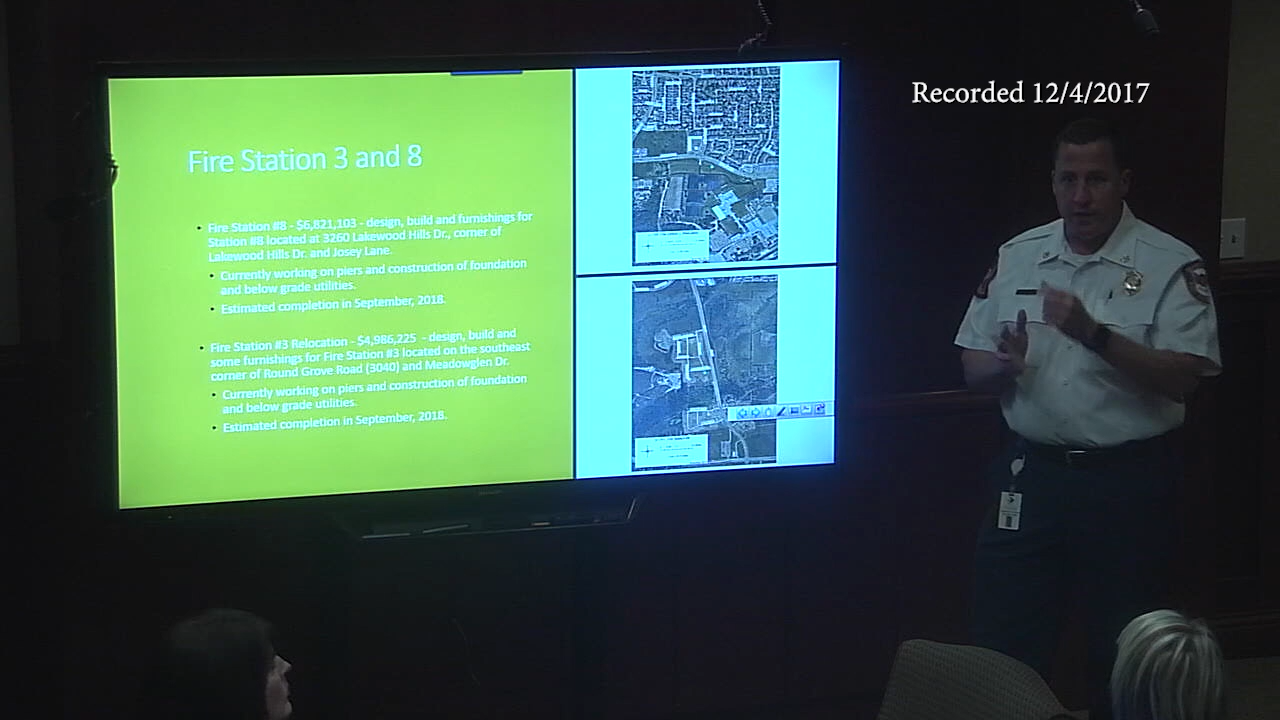 Recorded 12/4/2017
Fire Station 3 and 8
• Fire Station #8 - $6,821,103 - design, build and furnishings for
Station #8 located at 3260 Lakewood Hills Dr., corner of
Lakewood Hills Dr. and Josey Lane.
• Currently working on piers and construction of foundation
and below grade utilities.
• Estimated completion in September, 2018.
• Fire Station #3 Relocation - $4,986,225 - design, build and
some furnishings for Fire Station #3 located on the southeast
corner of Round Grove Road (3040) and Meadowglen Dr.
• Currently working on piers and construction of foundation
and below grade utilities.
• Estimated completion in September, 2018.